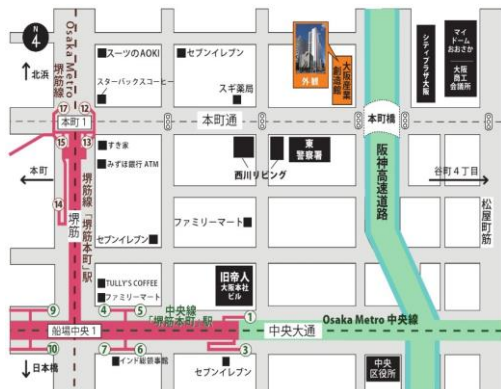 N
4
Osaka Metro
堺筋線
北浜
スーツのAOKI
セブンイレブン
スターバックスコーヒー
スギ薬局
外観
大阪産業
創造館
シティプラザ大阪
マイ
ドームおおさか
大阪
商工
会議所
⑰
⑫
本町1
本町通
本町橋
⑮
⑬
すき家
みずほ銀行 ATM
西川リビング
東
警察署
本町
谷町4丁目
阪神高速道路
松屋町筋
⑭
堺筋
堺筋線「堺筋本町」駅
ファミリーマート
セブンイレブン
TULLY'S COFFEE
ファミリーマート
旧帝人
大阪本社
ビル
中央線
「堺筋本町」駅
⑨
④
⑤
①
船場中央1
中央大通
Osaka Metro 中央線
⑩
⑦
⑥
③
日本橋
インド総領事館
セブンイレブン
中央
区役所